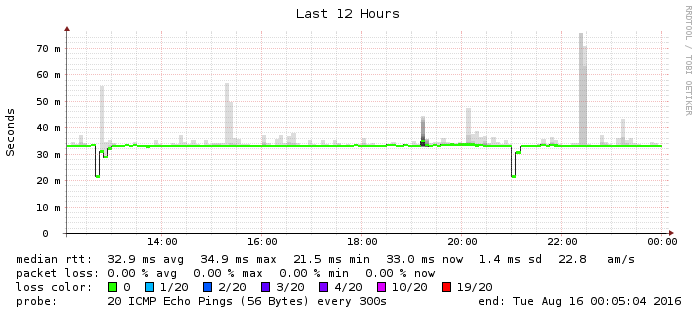 Last 12 Hours
RRDTOOL / TOBI OETIKER
Seconds
70 m
60 m
50 m
40 m
30 m
20 m
10 m
0
14:00 16:00 18:00 20:00 22:00 00:00
median rtt: 32.9 ms avg 34.9 ms max 21.5 ms min 33.0 ms now 1.4 ms sd 22.8 am/s
packet loss: 0.00 % avg 0.00 % max 0.00 % min 0.00 % now
loss color: 0 1/20 2/20 3/20 4/20 10/20 19/20
probe: 20 ICMP Echo Pings (56 Bytes) every 300s end: Tue Aug 16 00:05:04 2016